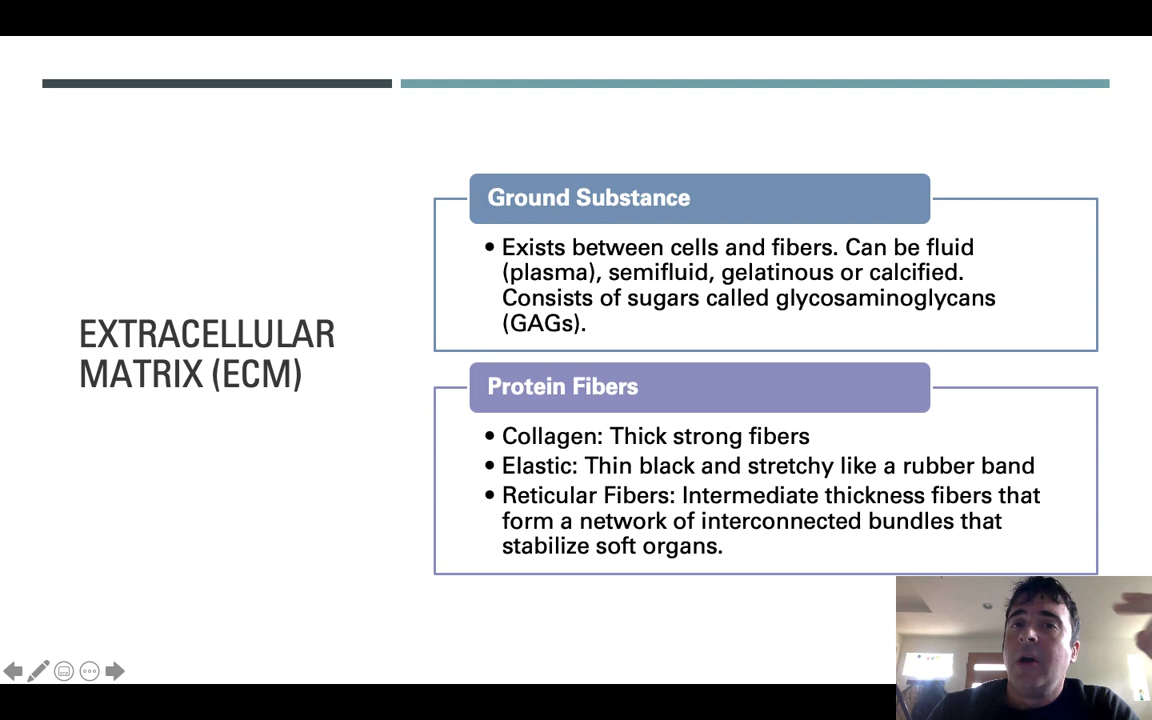 EXTRACELLULAR
MATRIX (ECM)
Ground Substance
• Exists between cells and fibers. Can be fluid
(plasma), semifluid, gelatinous or calcified.
Consists of sugars called glycosaminoglycans
(GAGs).
Protein Fibers
• Collagen: Thick strong fibers
• Elastic: Thin black and stretchy like a rubber band
• Reticular Fibers: Intermediate thickness fibers that
form a network of interconnected bundles that
stabilize soft organs.